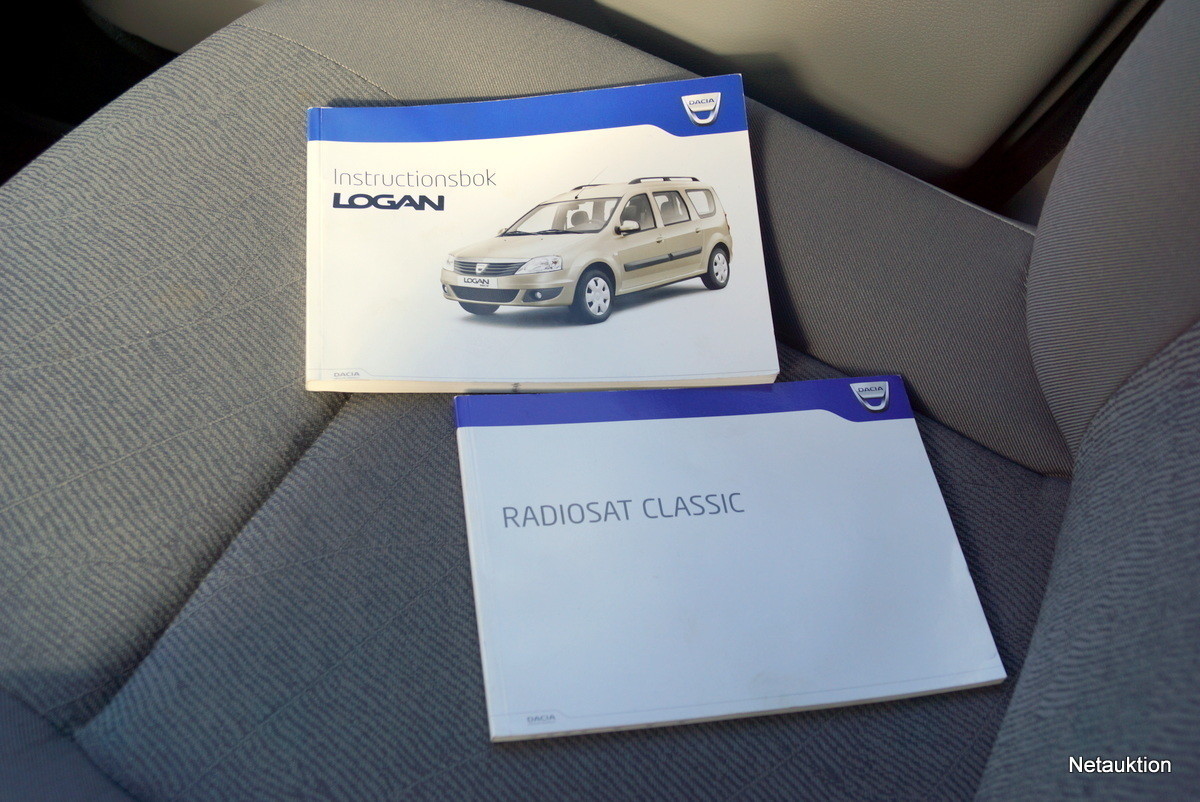 DACIA
Instructionsbok
LOGAN
LOGAN
DACIA
DACIA
RADIOSAT CLASSIC
DACIA
Netauktion